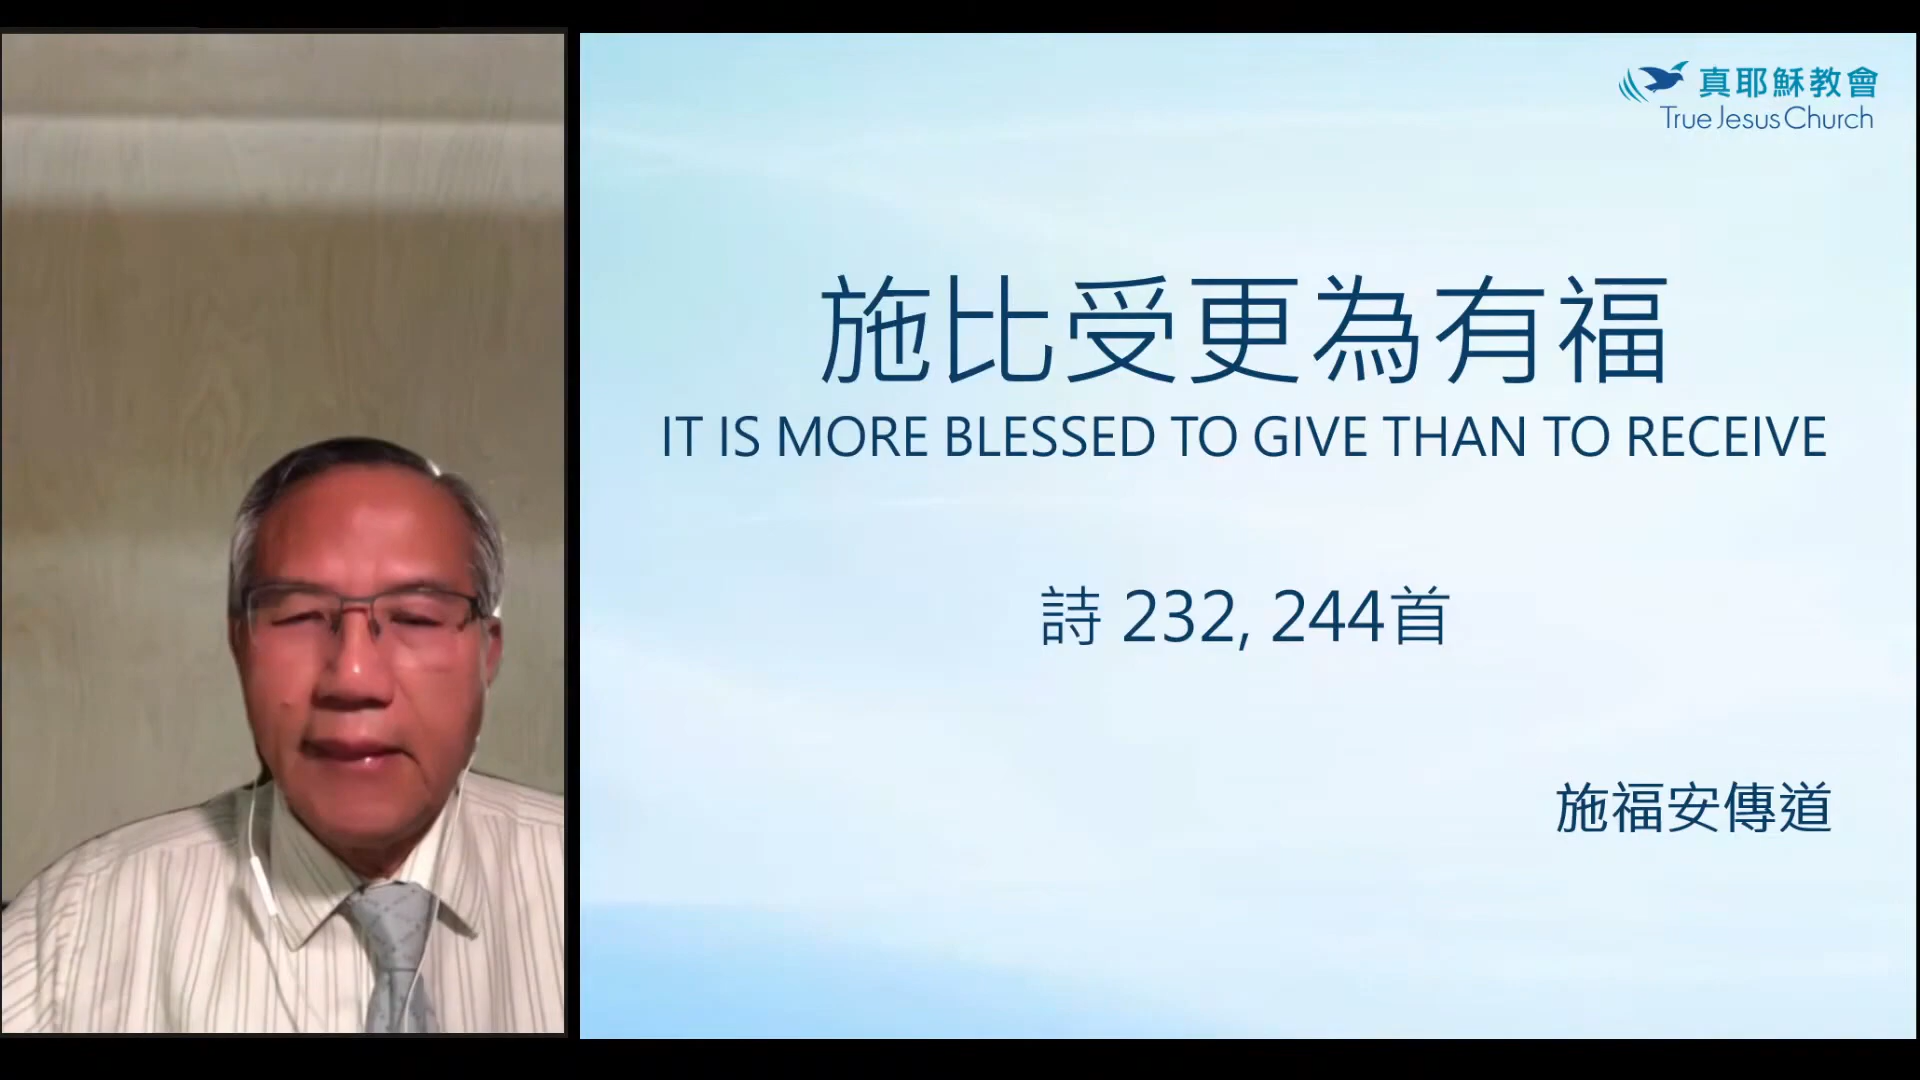 真耶穌教會
True Jesus Church
施比受更為有福
IT IS MORE BLESSED TO GIVE THAN TO RECEIVE
詩 232, 244首
施福安傳道